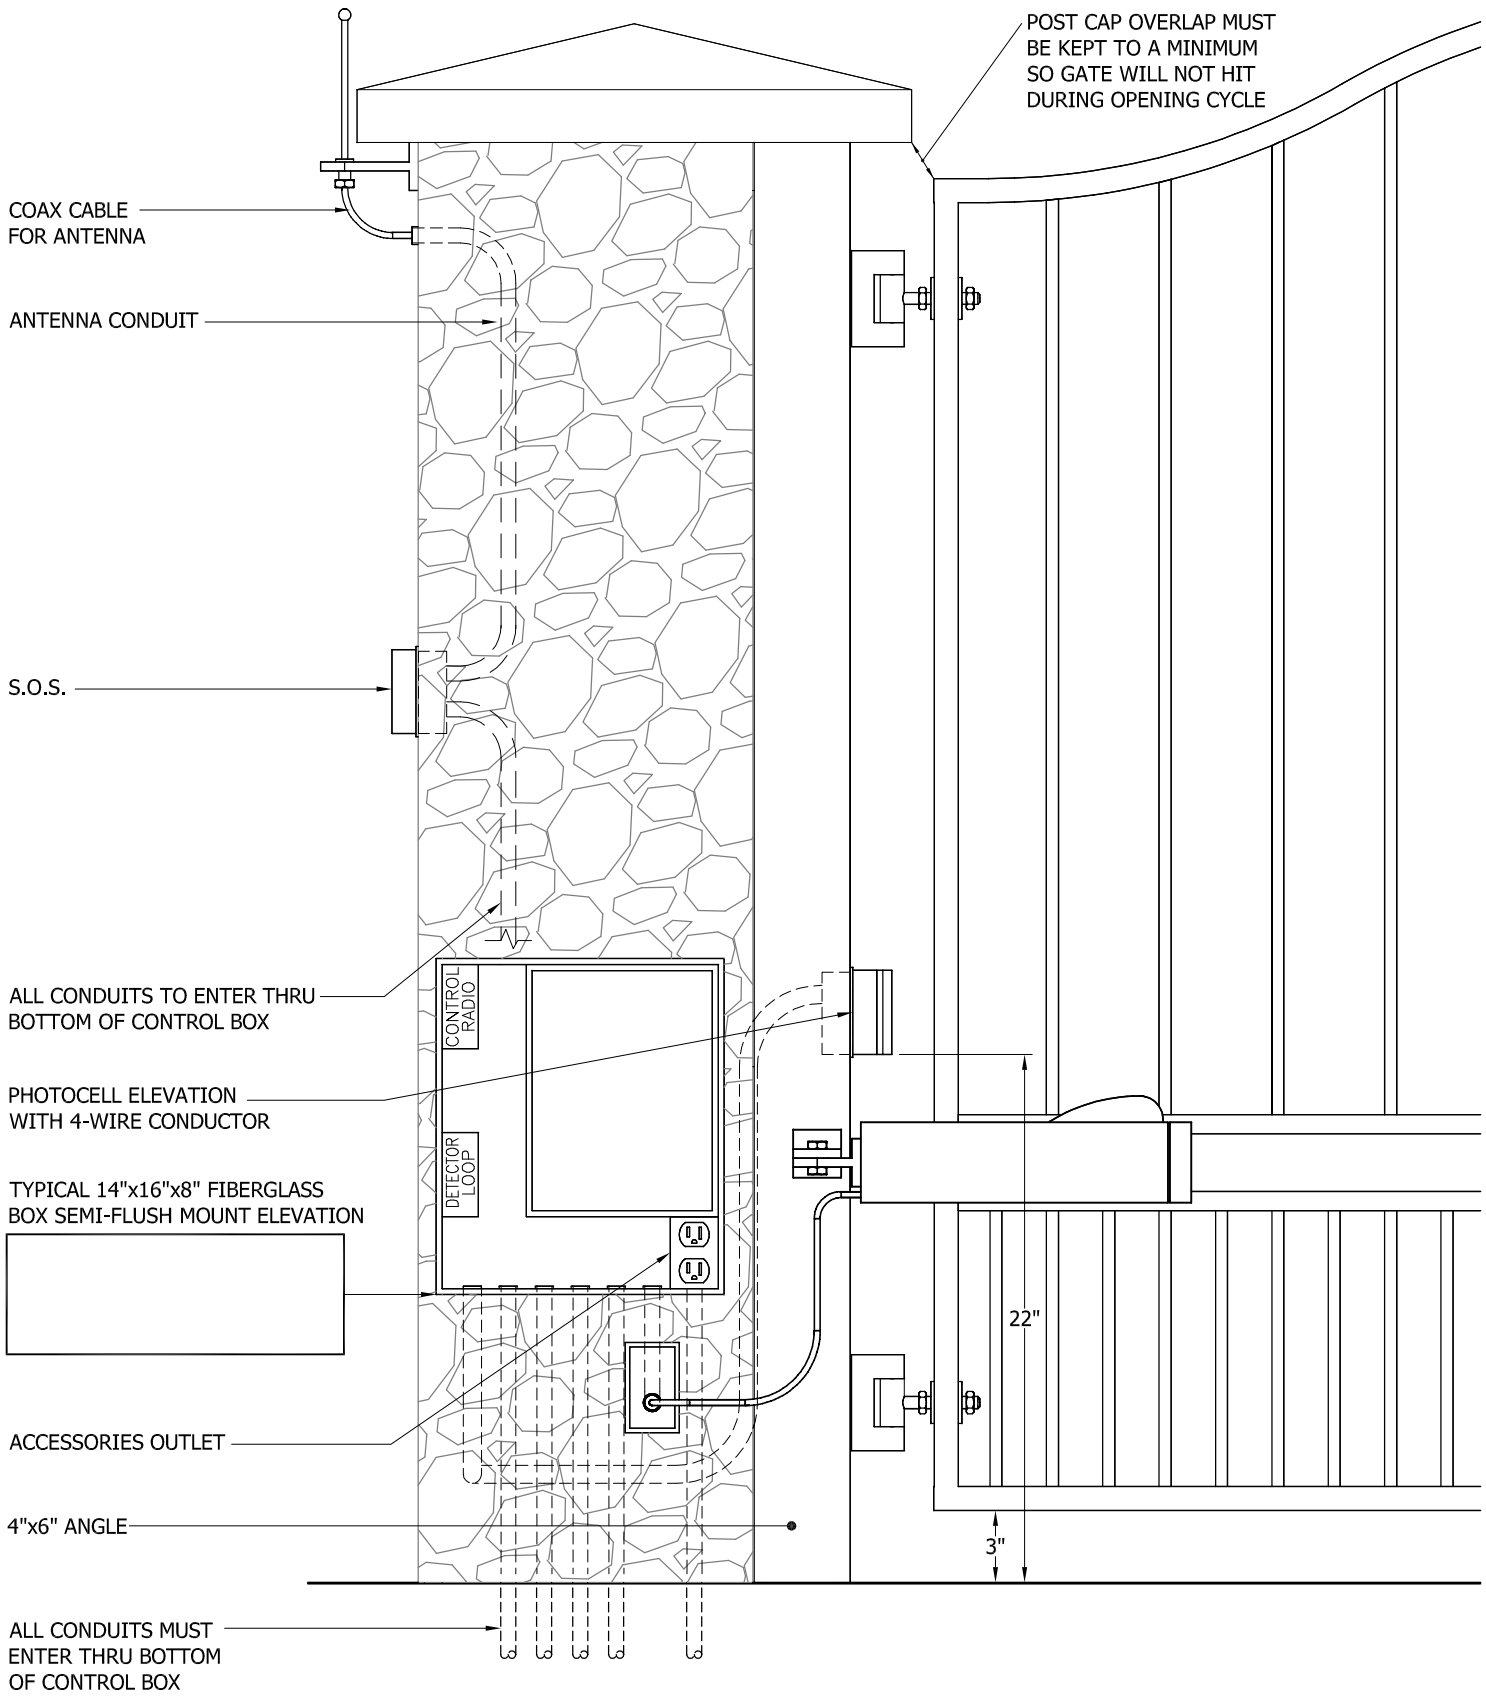 POST CAP OVERLAP MUST
BE KEPT TO A MINIMUM
SO GATE WILL NOT HIT
DURING OPENING CYCLE
COAX CABLE
FOR ANTENNA
ANTENNA CONDUIT
S.O.S.
ALL CONDUITS TO ENTER THRU
BOTTOM OF CONTROL BOX
CONTROL
RADIO
PHOTOCELL ELEVATION
WITH 4-WIRE CONDUCTOR
DETECTOR
LOOP
TYPICAL 14"x16"x8" FIBERGLASS
BOX SEMI-FLUSH MOUNT ELEVATION
22"
ACCESSORIES OUTLET
4"x6" ANGLE
3"
ALL CONDUITS MUST
ENTER THRU BOTTOM
OF CONTROL BOX